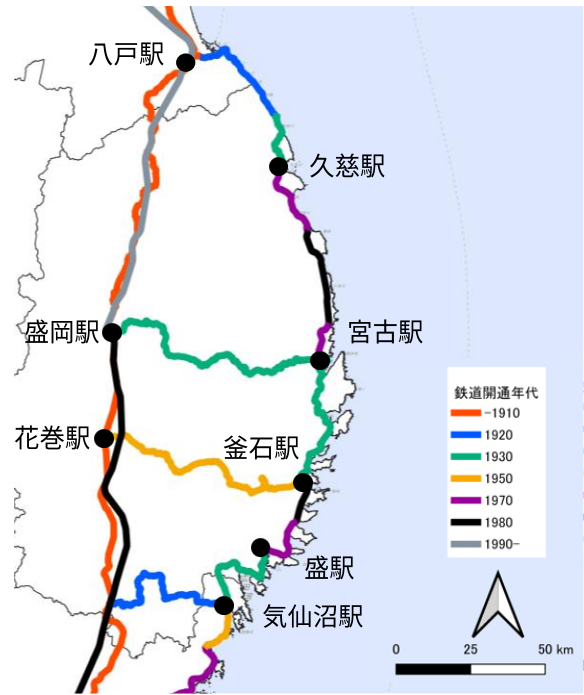 八戸駅
久慈駅
盛岡駅
宮古駅
花巻駅
釜石駅
盛駅
気仙沼駅
鉄道開通年代
-1910
1920
1930
1950
1970
1980
1990-
0 25 50 km